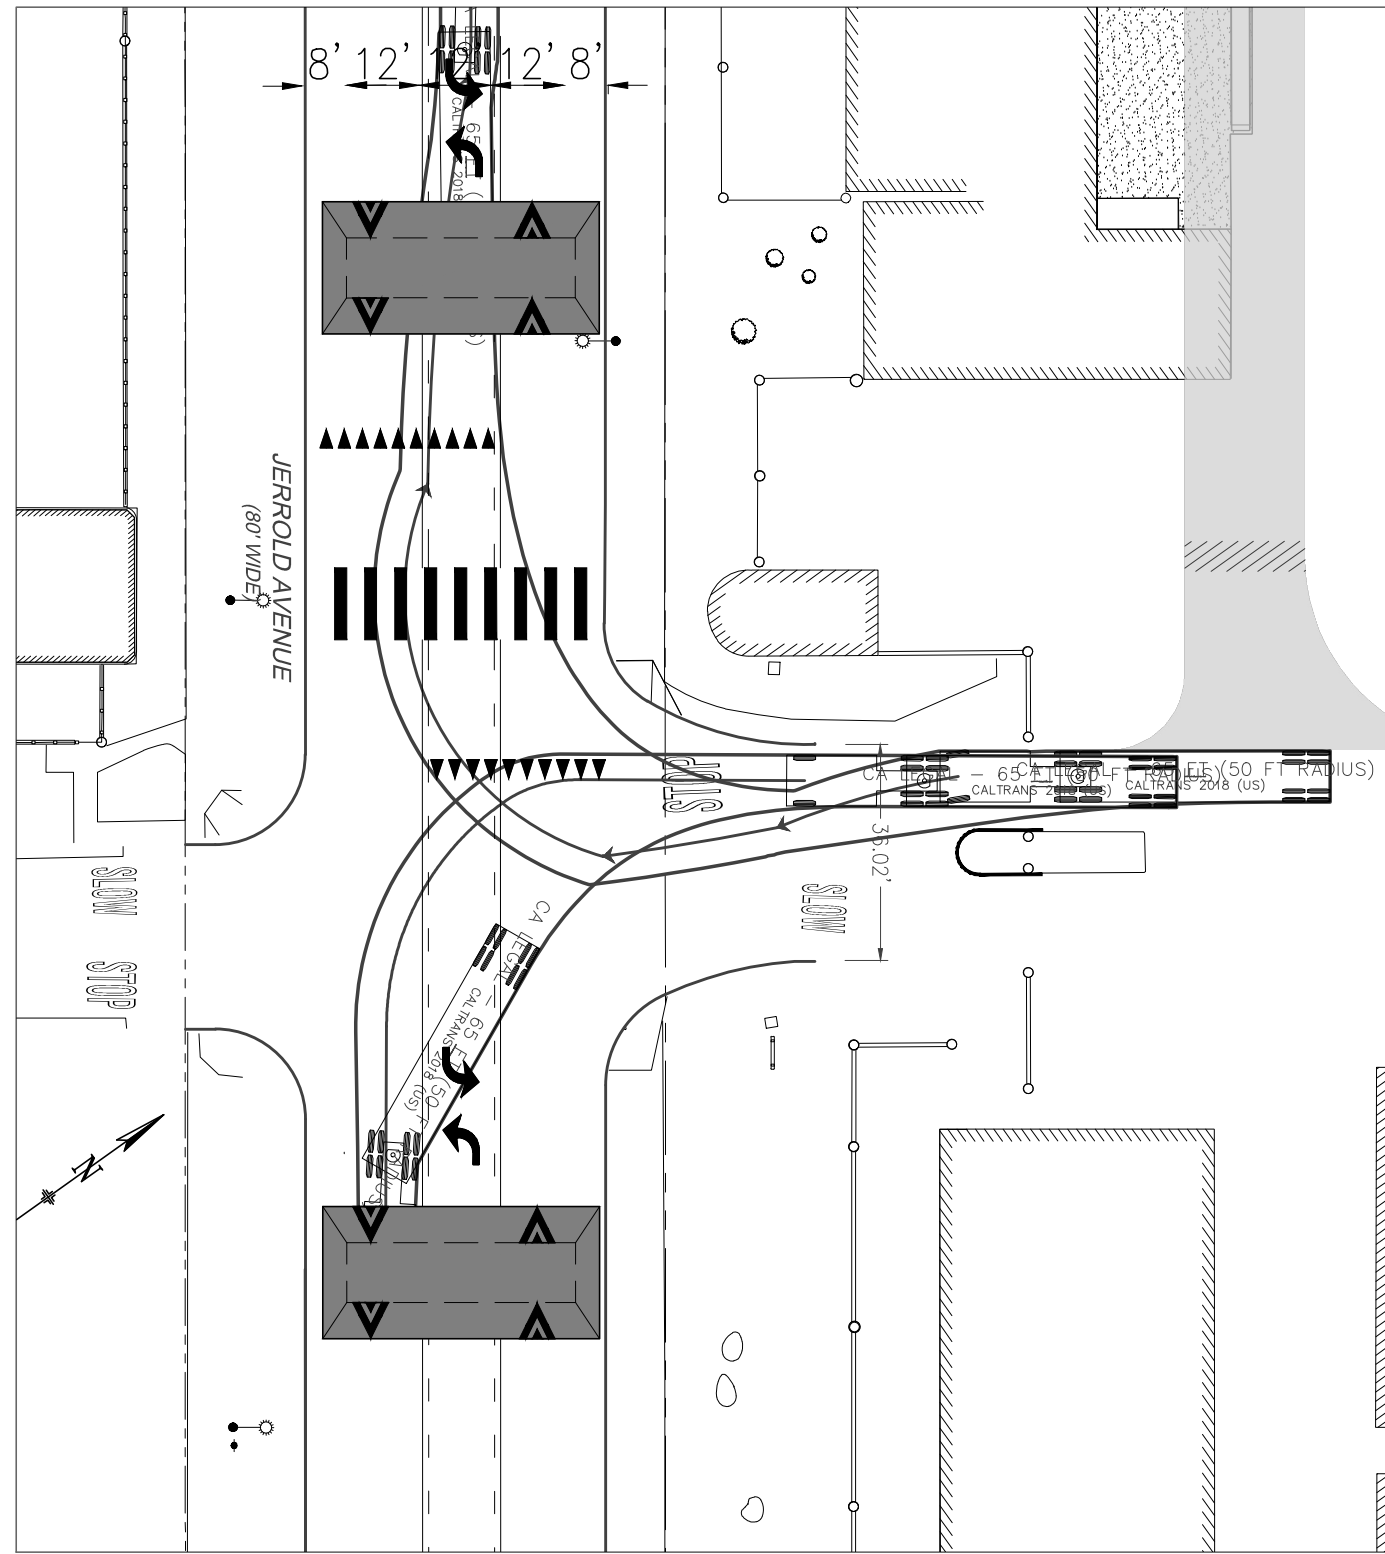 8' 12' 12' 12' 8'
CALTRANS 2018
JERROLD AVENUE
(80' WIDE)
STOP
CA LEGAL – 65 FT (50 FT RADIUS)
CALTRANS 2018 (US)
CA LEGAL – 65 FT (50 FT RADIUS)
CALTRANS 2018 (US)
36.02'
SLOW
SLOW
STOP
CA LEGAL – 65 FT (50 FT
CALTRANS 2018 (US)
N